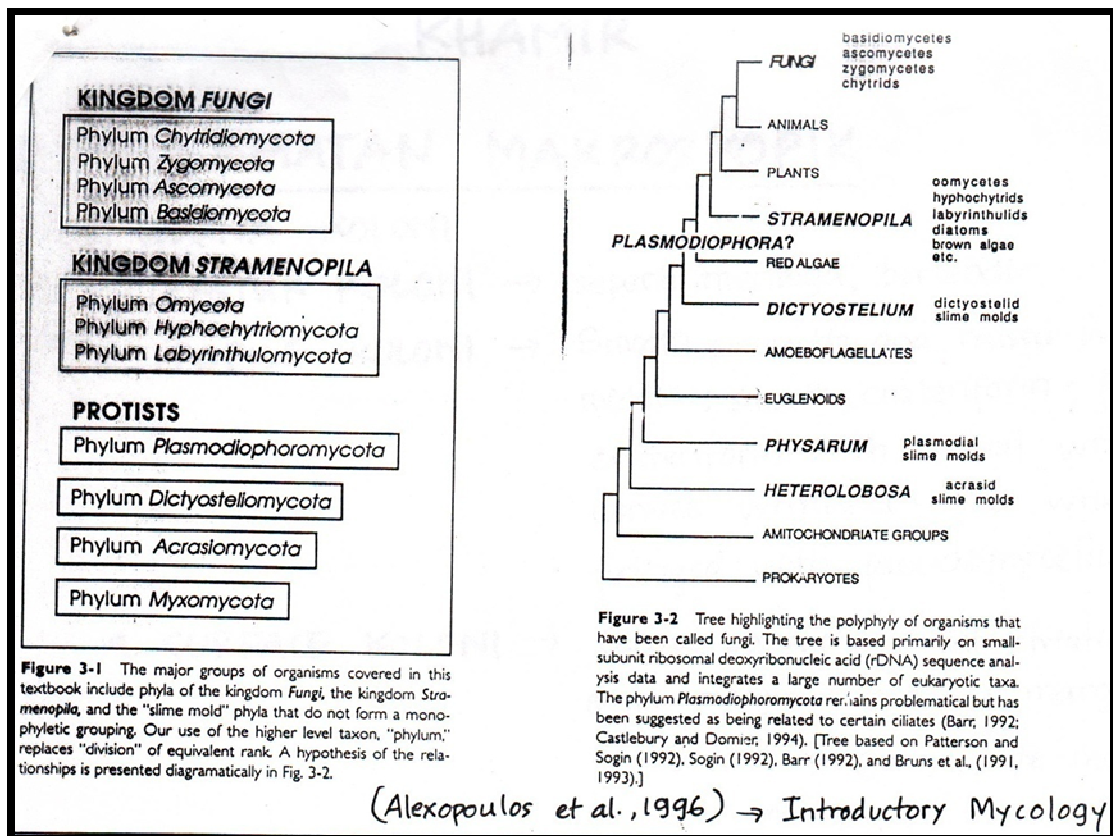 KINGDOM FUNGI
Phylum Chytridiomycota
Phylum Zygomycota
Phylum Ascomycota
Phylum Basidiomycota
KINGDOM STRAMENOPILA
Phylum Omycota
Phylum Hyphochytriomycota
Phylum Labyrinthulomycota
PROTISTS
Phylum Plasmodiophoromycota
Phylum Dictyosteliomycota
Phylum Acrasiomycota
Phylum Myxomycota
Figure 3-1 The major groups of organisms covered in this
textbook include phyla of the kingdom Fungi, the kingdom Stra-
menopila, and the "slime mold" phyla that do not form a mono-
phyletic grouping. Our use of the higher level taxon, "phylum,"
replaces "division" of equivalent rank. A hypothesis of the rela-
tionships is presented diagramatically in Fig. 3-2.
KHAMIR
FUNGI
basidiomycetes
ascomycetes
zygomycetes
chytrids
ANIMALS
PLANTS
STRAMENOPILA
oomycetes
hyphochytrids
labyrinthulids
diatoms
brown algae
etc.
PLASMODIOPHORA?
RED ALGAE
DICTYOSTELIUM
dictyostelid
slime molds
AMOEBOFLAGELLATES
EUGLENOIDS
PHYSARUM
plasmodial
slime molds
HETEROLOBOSA
acrasid
slime molds
AMITOCHONDRIATE GROUPS
PROKARYOTES
Figure 3-2 Tree highlighting the polyphyly of organisms that
have been called fungi. The tree is based primarily on small-
subunit ribosomal deoxyribonucleic acid (rDNA) sequence anal-
ysis data and integrates a large number of eukaryotic taxa.
The phylum Plasmodiophoromycota remains problematical but has
been suggested as being related to certain ciliates (Barr, 1992;
Castlebury and Domier, 1994). [Tree based on Patterson and
Sogin (1992), Sogin (1992), Barr (1992), and Bruns et al., (1991,
1993).]
(Alexopoulos et al., 1996) → Introductory Mycology